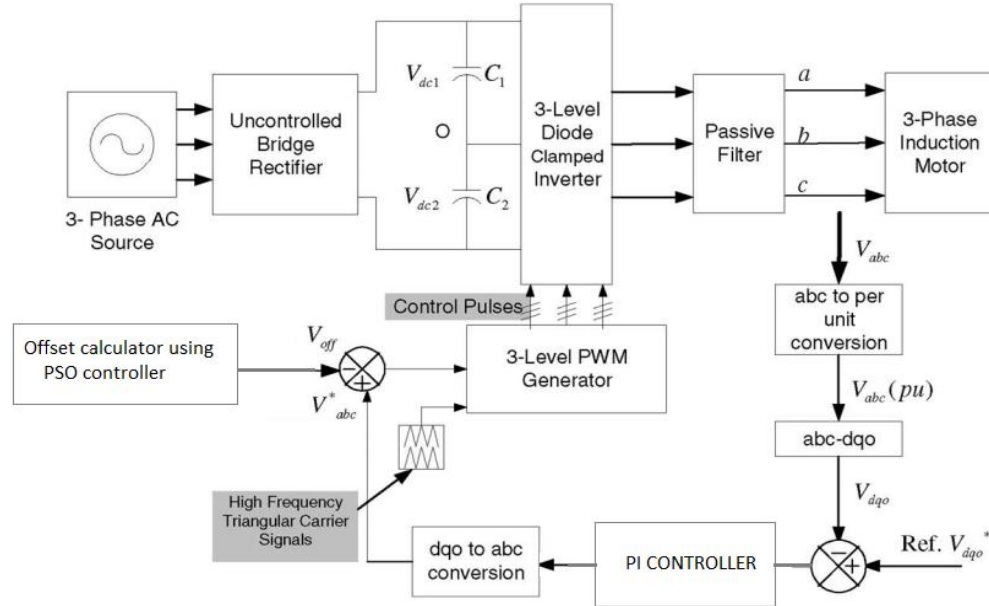 3- Phase AC
Source
Uncontrolled
Bridge
Rectifier
V_dc1
C_1
O
V_dc2
C_2
3-Level
Diode
Clamped
Inverter
Passive
Filter
a
b
c
3-Phase
Induction
Motor
V_abc
abc to per
unit
conversion
V_abc (pu)
abc-dqo
V_dqo
Ref. V_dqo*
- +
PI CONTROLLER
dqo to abc
conversion
Control Pulses
3-Level PWM
Generator
Offset calculator using
PSO controller
V_off
- +
V*_abc
High Frequency
Triangular Carrier
Signals